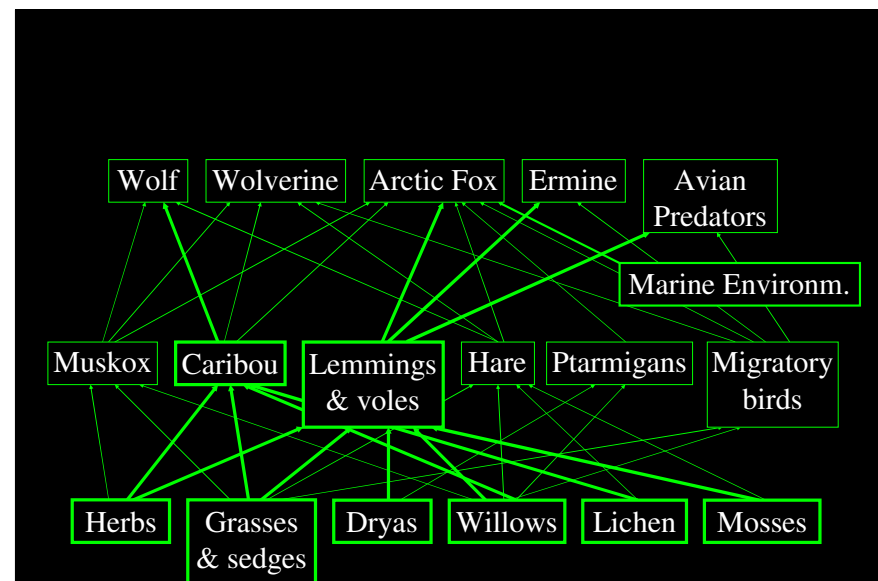 Wolf
Wolverine
Arctic Fox
Ermine
Avian
Predators
Marine Environm.
Muskox
Caribou
Lemmings
& voles
Hare
Ptarmigans
Migratory
birds
Herbs
Grasses
& sedges
Dryas
Willows
Lichen
Mosses